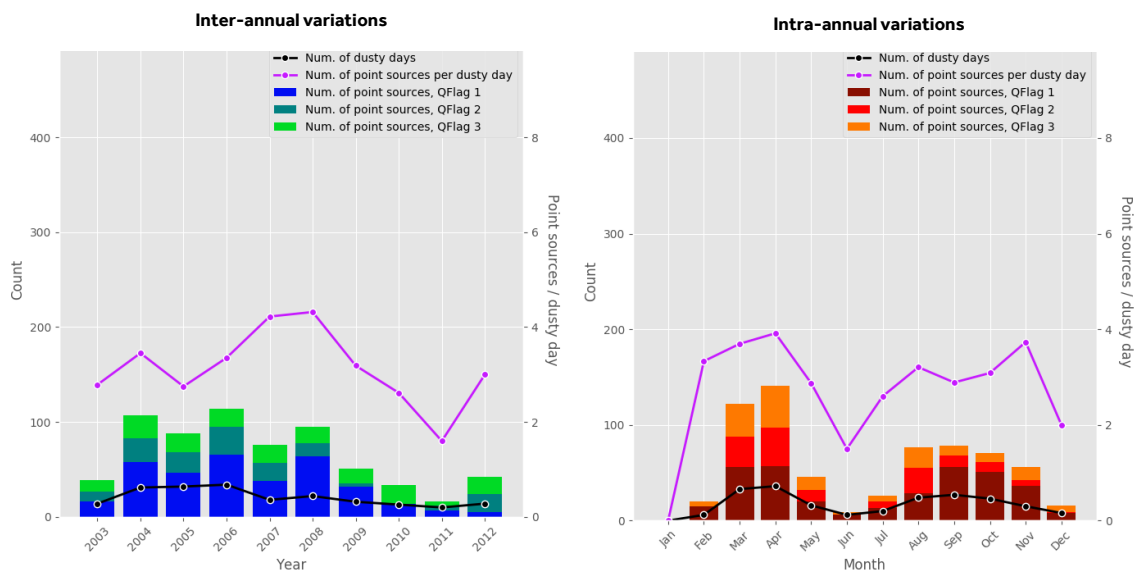 Inter-annual variations
Num. of dusty days
Num. of point sources per dusty day
Num. of point sources, QFlag 1
Num. of point sources, QFlag 2
Num. of point sources, QFlag 3
400
300
200
100
0
8
6
4
2
0
Count
Point sources / dusty day
2003
2004
2005
2006
2007
2008
2009
2010
2011
2012
Year
Intra-annual variations
Num. of dusty days
Num. of point sources per dusty day
Num. of point sources, QFlag 1
Num. of point sources, QFlag 2
Num. of point sources, QFlag 3
400
300
200
100
0
8
6
4
2
0
Count
Point sources / dusty day
Jan
Feb
Mar
Apr
May
Jun
Jul
Aug
Sep
Oct
Nov
Dec
Month